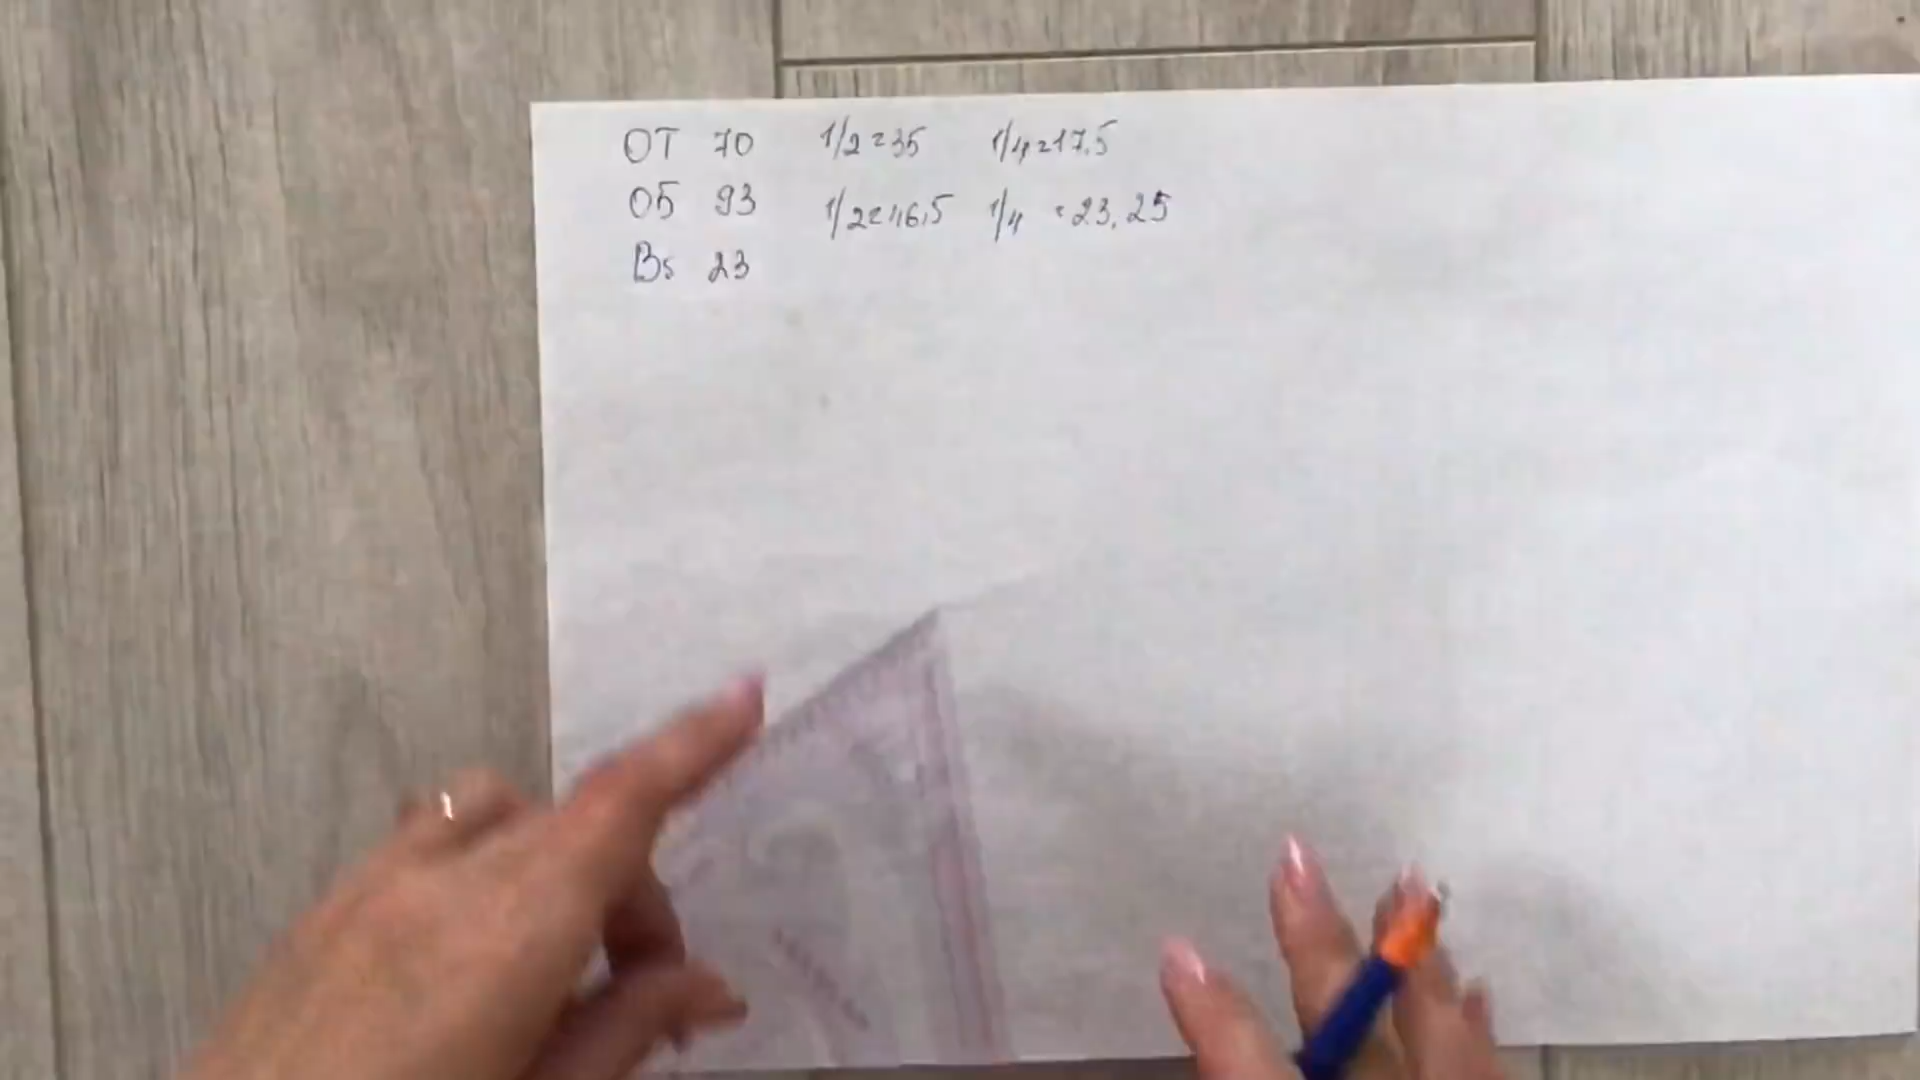 ОТ 70 1/2=35 1/4=17,5
ОБ 93 1/2=46,5 1/4 =23,25
Вs 23